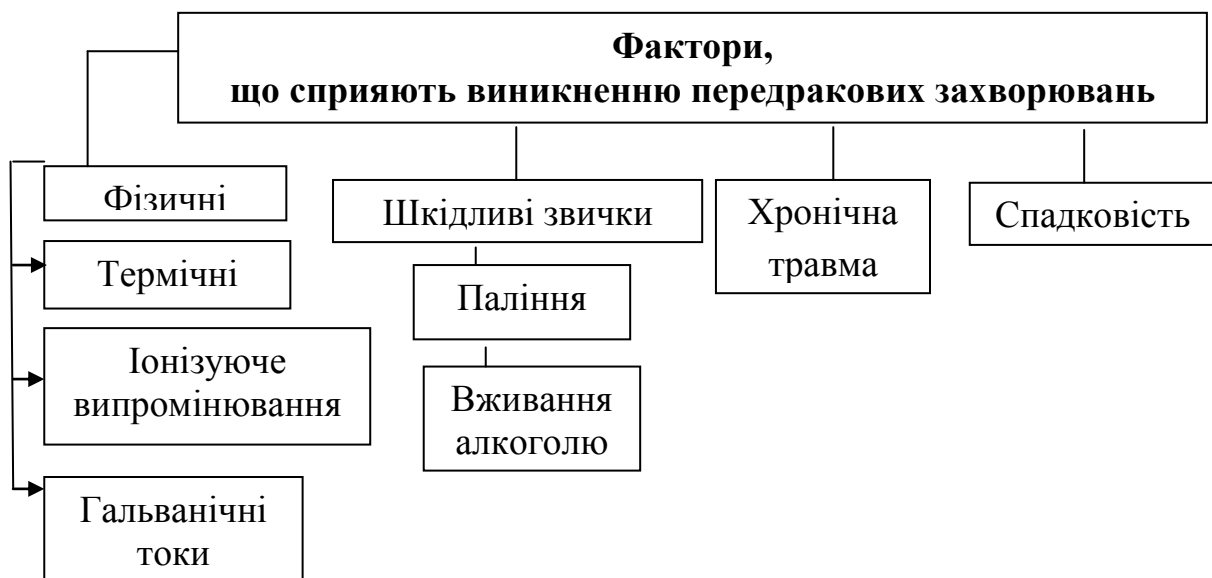 Фактори,
що сприяють виникненню передракових захворювань
Фізичні
Шкідливі звички
Хронічна
травма
Спадковість
Термічні
Паління
Іонізуюче
випромінювання
Вживання
алкоголю
Гальванічні
токи